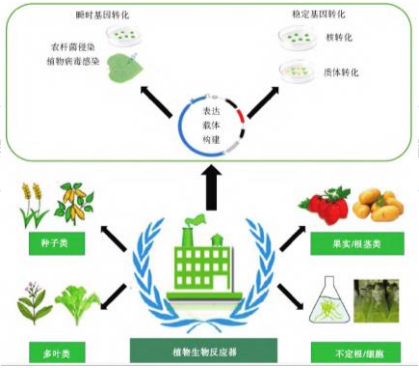 瞬时基因转化
稳定基因转化
农杆菌侵染
植物病毒感染
核转化
质体转化
表达
载体
构建
种子类
果实/根茎类
多叶类
植物生物反应器
不定根/细胞